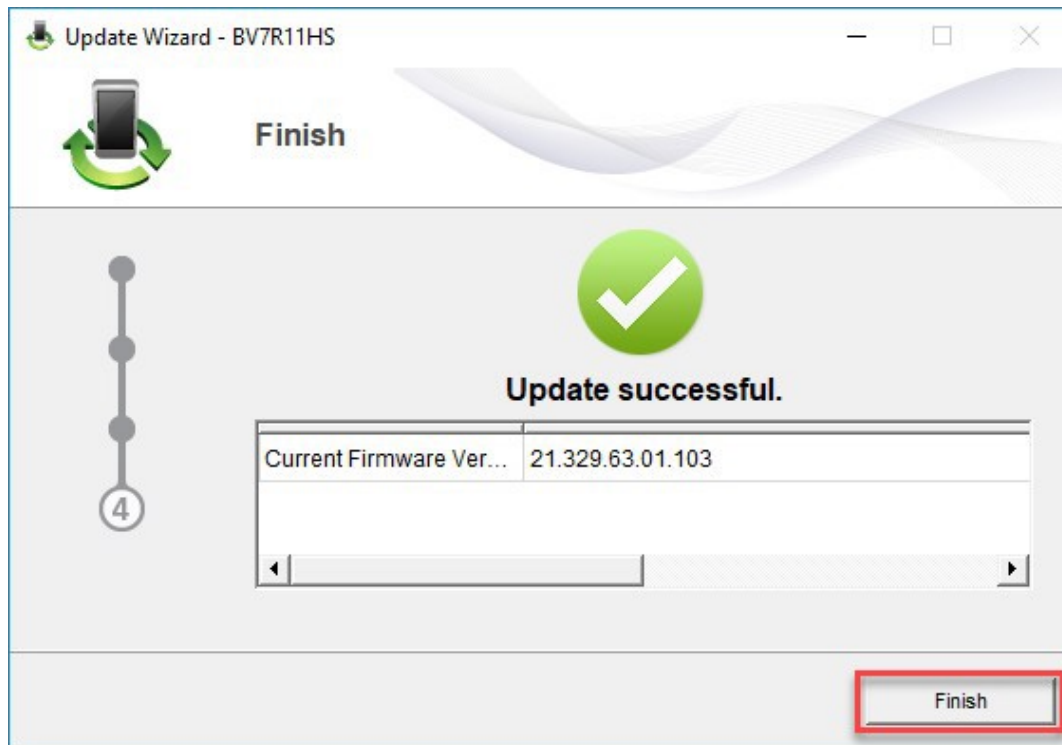 Update Wizard - BV7R11HS
Finish
4
Update successful.
Current Firmware Ver... 21.329.63.01.103
Finish